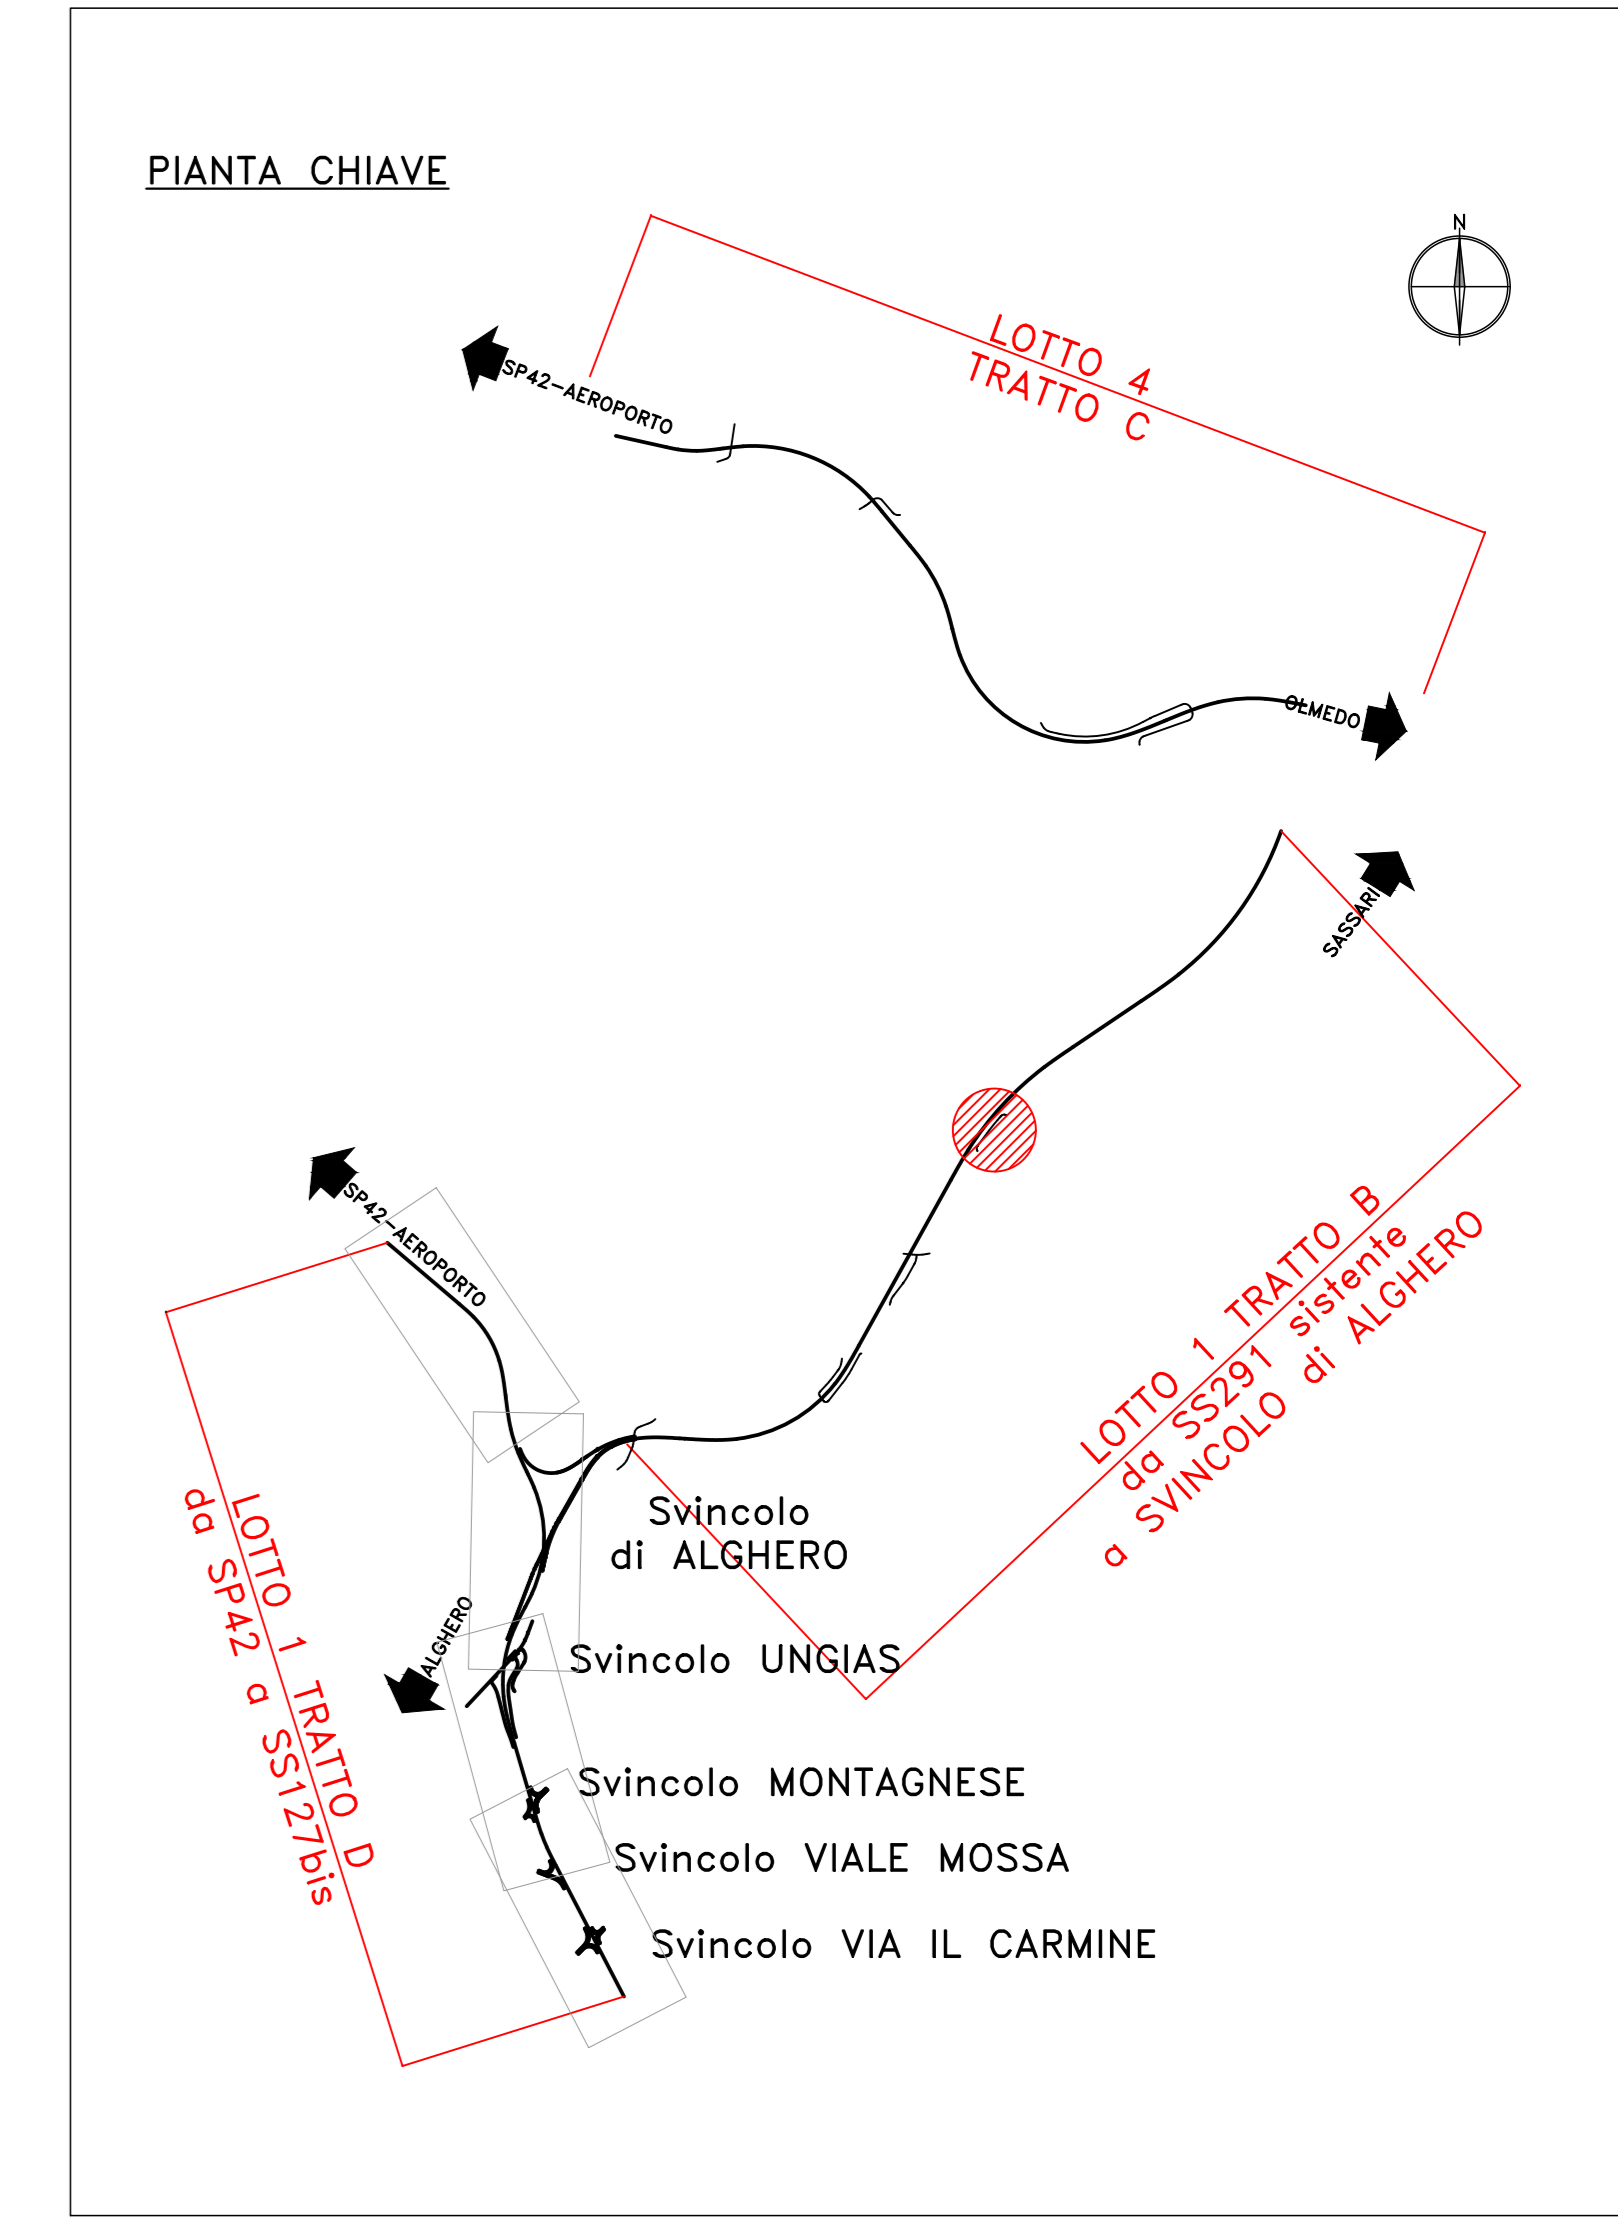 PIANTA CHIAVE
N
LOTTO 4
TRATTO C
SP42-AEROPORTO
OLMEDO
SASSARI
SP42-AEROPORTO
LOTTO 1 TRATTO B
da SS291 sistente
a SVINCOLO di ALGHERO
Svincolo
di ALGHERO
LOTTO 1 TRATTO D
da SP42 a SS127bis
ALGHERO
Svincolo UNGIAS
Svincolo MONTAGNESE
Svincolo VIALE MOSSA
Svincolo VIA IL CARMINE